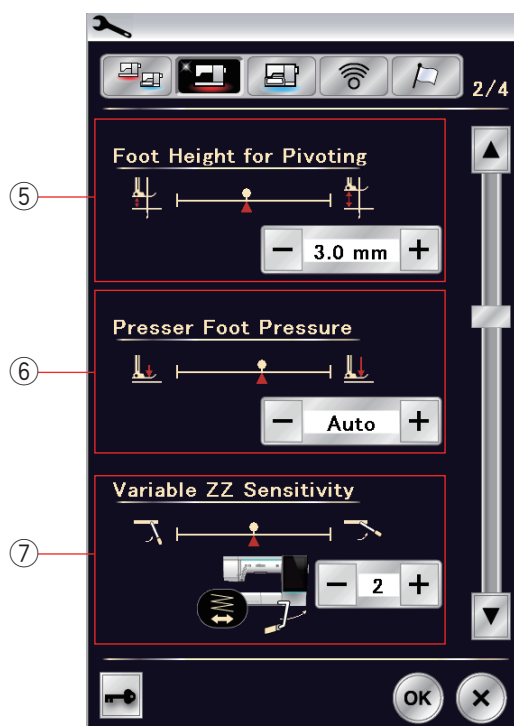 2/4
⑤
Foot Height for Pivoting
− 3.0 mm +
⑥
Presser Foot Pressure
− Auto +
⑦
Variable ZZ Sensitivity
− 2 +
OK ×